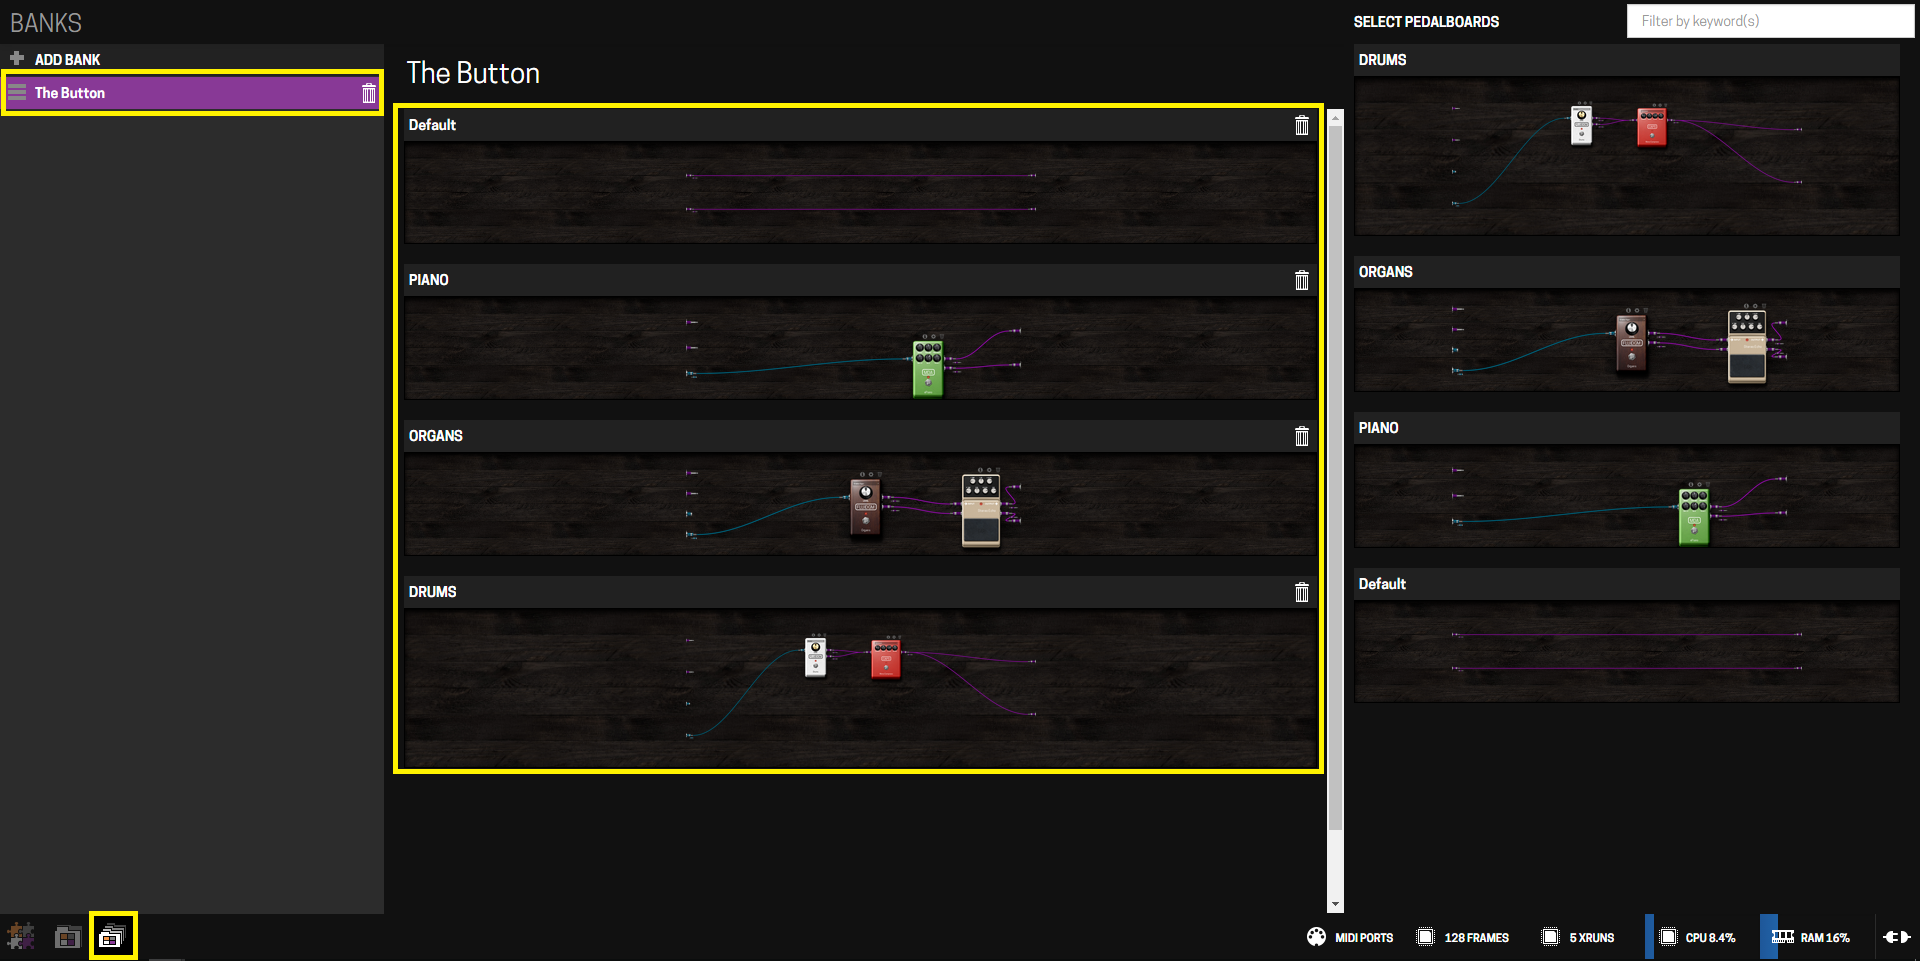 BANKS
ADD BANK
The Button
The Button
Default
PIANO
ORGANS
DRUMS
SELECT PEDALBOARDS
Filter by keyword(s)
DRUMS
ORGANS
PIANO
Default
MIDI PORTS
128 FRAMES
5 XRUNS
CPU 8.4%
RAM 16%